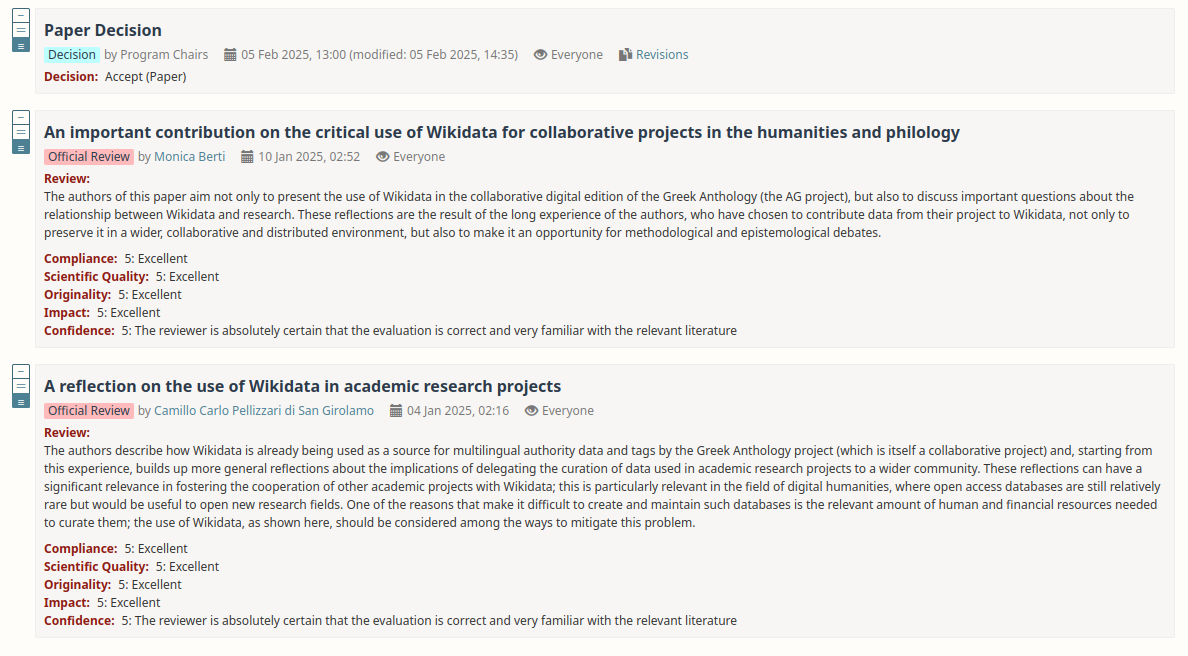 Paper Decision
Decision by Program Chairs 05 Feb 2025, 13:00 (modified: 05 Feb 2025, 14:35) Everyone Revisions
Decision: Accept (Paper)
An important contribution on the critical use of Wikidata for collaborative projects in the humanities and philology
Official Review by Monica Berti 10 Jan 2025, 02:52 Everyone
Review:
The authors of this paper aim not only to present the use of Wikidata in the collaborative digital edition of the Greek Anthology (the AG project), but also to discuss important questions about the
relationship between Wikidata and research. These reflections are the result of the long experience of the authors, who have chosen to contribute data from their project to Wikidata, not only to
preserve it in a wider, collaborative and distributed environment, but also to make it an opportunity for methodological and epistemological debates.
Compliance: 5: Excellent
Scientific Quality: 5: Excellent
Originality: 5: Excellent
Impact: 5: Excellent
Confidence: 5: The reviewer is absolutely certain that the evaluation is correct and very familiar with the relevant literature
A reflection on the use of Wikidata in academic research projects
Official Review by Camillo Carlo Pellizzari di San Girolamo 04 Jan 2025, 02:16 Everyone
Review:
The authors describe how Wikidata is already being used as a source for multilingual authority data and tags by the Greek Anthology project (which is itself a collaborative project) and, starting from
this experience, builds up more general reflections about the implications of delegating the curation of data used in academic research projects to a wider community. These reflections can have a
significant relevance in fostering the cooperation of other academic projects with Wikidata; this is particularly relevant in the field of digital humanities, where open access databases are still relatively
rare but would be useful to open new research fields. One of the reasons that make it difficult to create and maintain such databases is the relevant amount of human and financial resources needed
to curate them; the use of Wikidata, as shown here, should be considered among the ways to mitigate this problem.
Compliance: 5: Excellent
Scientific Quality: 5: Excellent
Originality: 5: Excellent
Impact: 5: Excellent
Confidence: 5: The reviewer is absolutely certain that the evaluation is correct and very familiar with the relevant literature